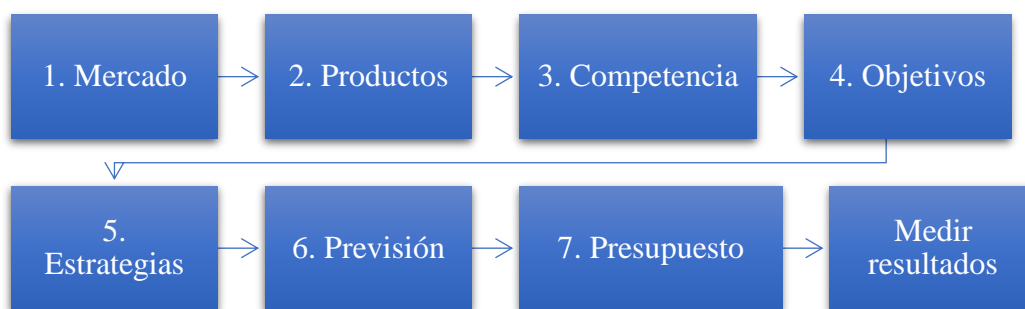 1. Mercado
2. Productos
3. Competencia
4. Objetivos
5.
Estrategias
6. Previsión
7. Presupuesto
Medir
resultados